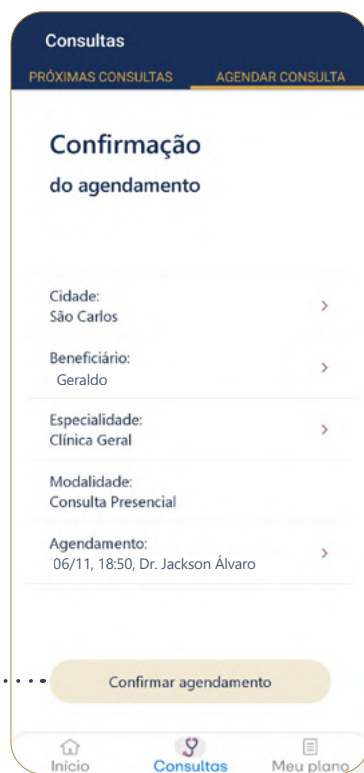 Consultas
PRÓXIMAS CONSULTAS AGENDAR CONSULTA
Confirmação
do agendamento
Cidade:
São Carlos
Beneficiário:
Geraldo
Especialidade:
Clínica Geral
Modalidade:
Consulta Presencial
Agendamento:
06/11, 18:50, Dr. Jackson Álvaro
Confirmar agendamento
Início Consultas Meu plano